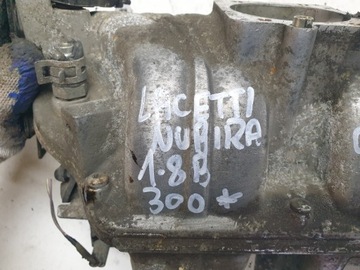 LACETTI
NUBIRA
1.8B
300*